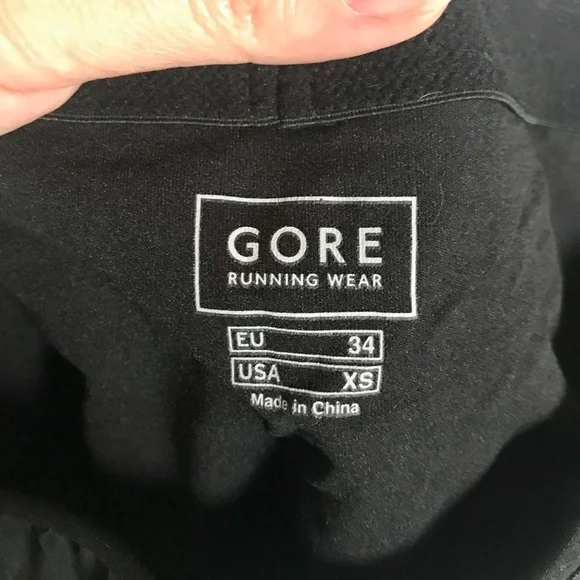 GORE
RUNNING WEAR
EU 34
USA XS
Made in China